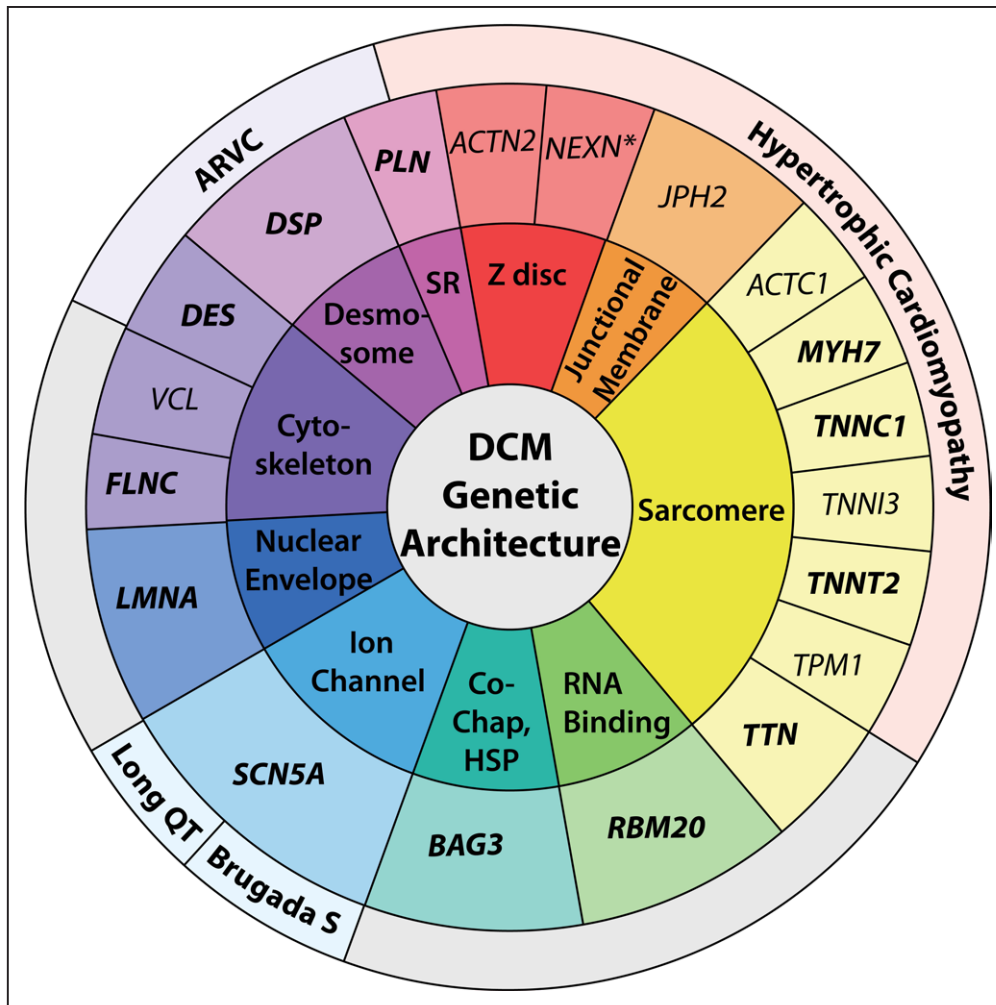 DCM
Genetic
Architecture
Z disc
Junctional
Membrane
Sarcomere
RNA
Binding
Co-
Chap,
HSP
Ion
Channel
Nuclear
Envelope
Cyto-
skeleton
Desmo-
some
SR
ACTN2
NEXN*
JPH2
ACTC1
MYH7
TNNC1
TNNI3
TNNT2
TPM1
TTN
RBM20
BAG3
SCN5A
LMNA
FLNC
VCL
DES
DSP
PLN
Hypertrophic Cardiomyopathy
Brugada S
Long QT
ARVC